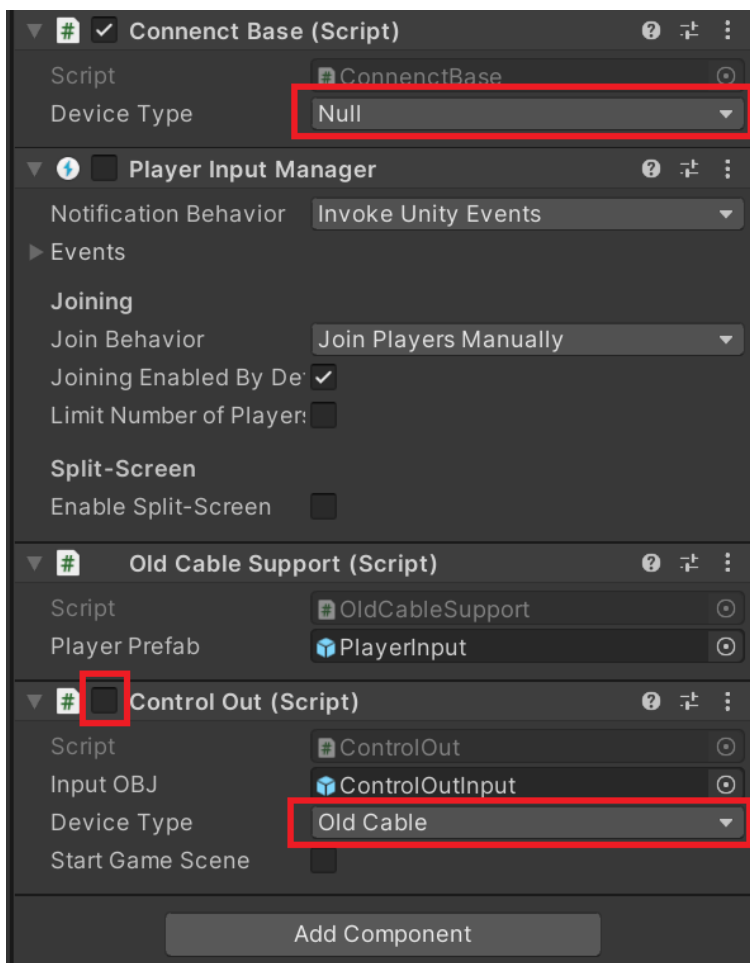 # Connenct Base (Script)
Script # ConnenctBase
Device Type Null
Player Input Manager
Notification Behavior Invoke Unity Events
Events
Joining
Join Behavior Join Players Manually
Joining Enabled By De
Limit Number of Players
Split-Screen
Enable Split-Screen
# Old Cable Support (Script)
Script # OldCableSupport
Player Prefab PlayerInput
# Control Out (Script)
Script # ControlOut
Input OBJ ControlOutInput
Device Type Old Cable
Start Game Scene
Add Component